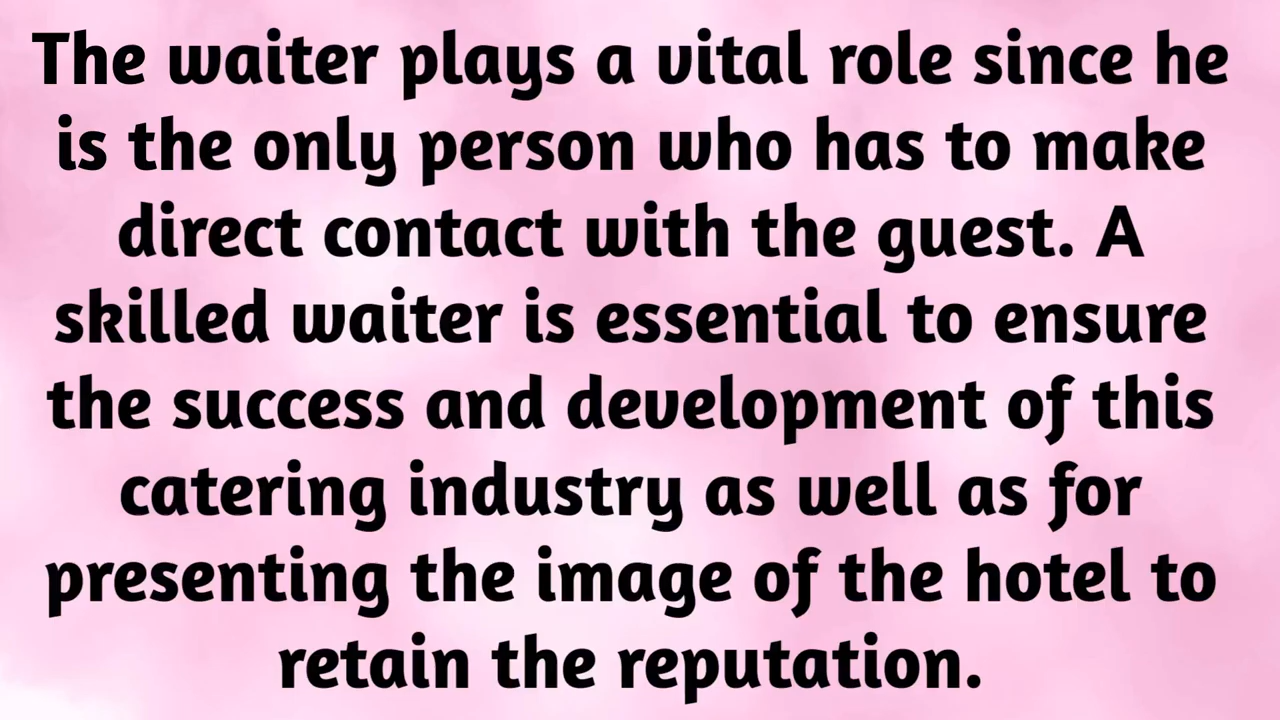 The waiter plays a vital role since he
is the only person who has to make
direct contact with the guest. A
skilled waiter is essential to ensure
the success and development of this
catering industry as well as for
presenting the image of the hotel to
retain the reputation.